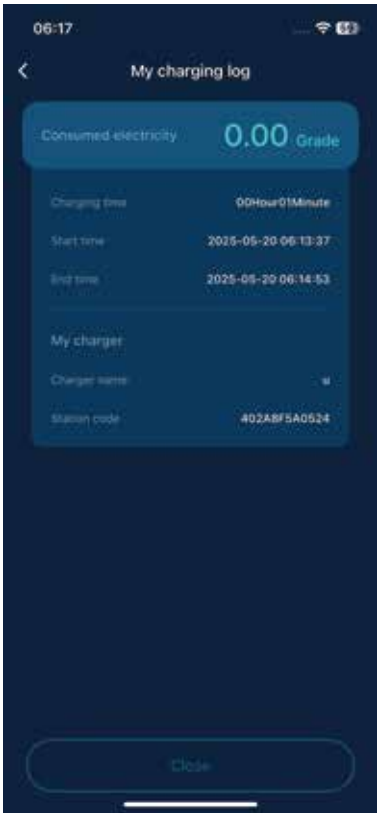 06:17
69
My charging log
Consumed electricity 0.00 Grade
Charging time 00Hour01Minute
Start time 2025-05-20 06:13:37
End time 2025-05-20 06:14:53
My charger
Charger name u
Station code 402A8F5A0524
Close